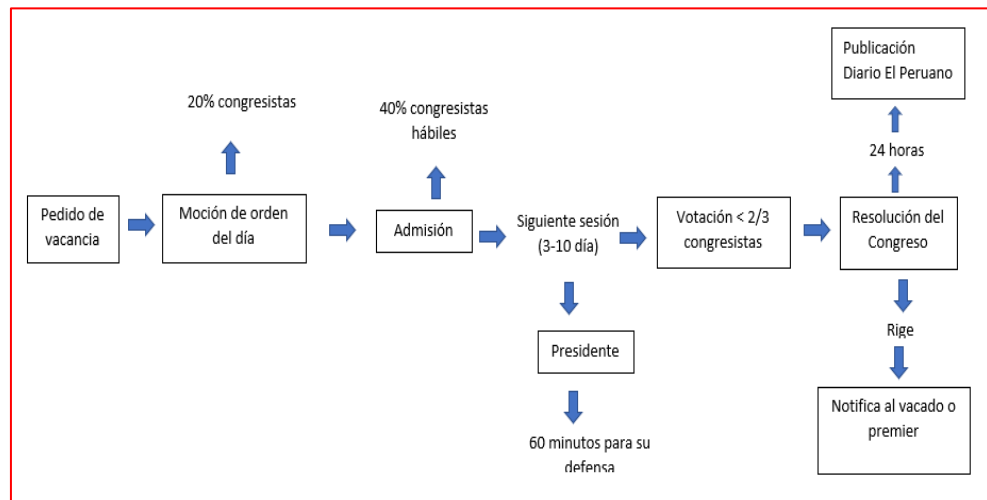 Publicación
Diario El Peruano
20% congresistas
40% congresistas
hábiles
24 horas
Pedido de
vacancia
Moción de orden
del día
Admisión
Siguiente sesión
(3-10 día)
Votación < 2/3
congresistas
Resolución del
Congreso
Presidente
Rige
60 minutos para su
defensa
Notifica al vacado o
premier